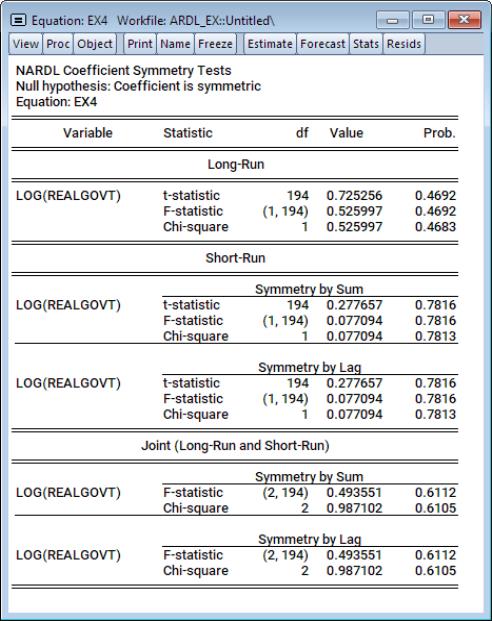 Equation: EX4 Workfile: ARDL_EX::Untitled\
View Proc Object Print Name Freeze Estimate Forecast Stats Resids
NARDL Coefficient Symmetry Tests
Null hypothesis: Coefficient is symmetric
Equation: EX4
Variable Statistic df Value Prob.
Long-Run
LOG(REALGOVT) t-statistic 194 0.725256 0.4692
F-statistic (1, 194) 0.525997 0.4692
Chi-square 1 0.525997 0.4683
Short-Run
Symmetry by Sum
LOG(REALGOVT) t-statistic 194 0.277657 0.7816
F-statistic (1, 194) 0.077094 0.7816
Chi-square 1 0.077094 0.7813
Symmetry by Lag
LOG(REALGOVT) t-statistic 194 0.277657 0.7816
F-statistic (1, 194) 0.077094 0.7816
Chi-square 1 0.077094 0.7813
Joint (Long-Run and Short-Run)
Symmetry by Sum
LOG(REALGOVT) F-statistic (2, 194) 0.493551 0.6112
Chi-square 2 0.987102 0.6105
Symmetry by Lag
LOG(REALGOVT) F-statistic (2, 194) 0.493551 0.6112
Chi-square 2 0.987102 0.6105